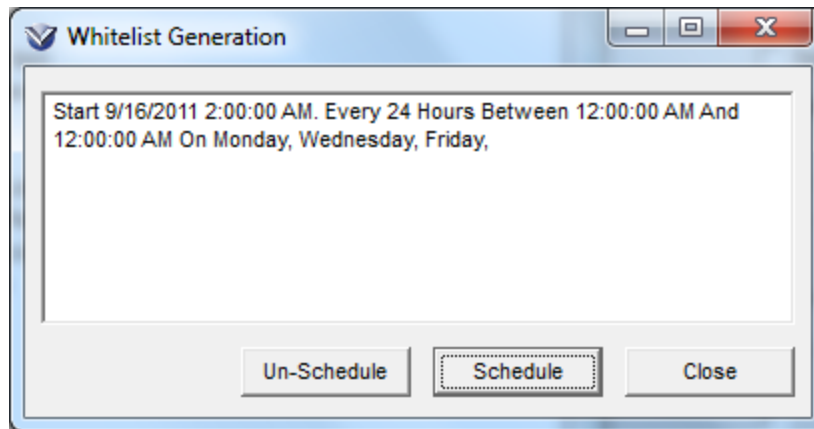 Whitelist Generation
Start 9/16/2011 2:00:00 AM. Every 24 Hours Between 12:00:00 AM And
12:00:00 AM On Monday, Wednesday, Friday,
Un-Schedule Schedule Close